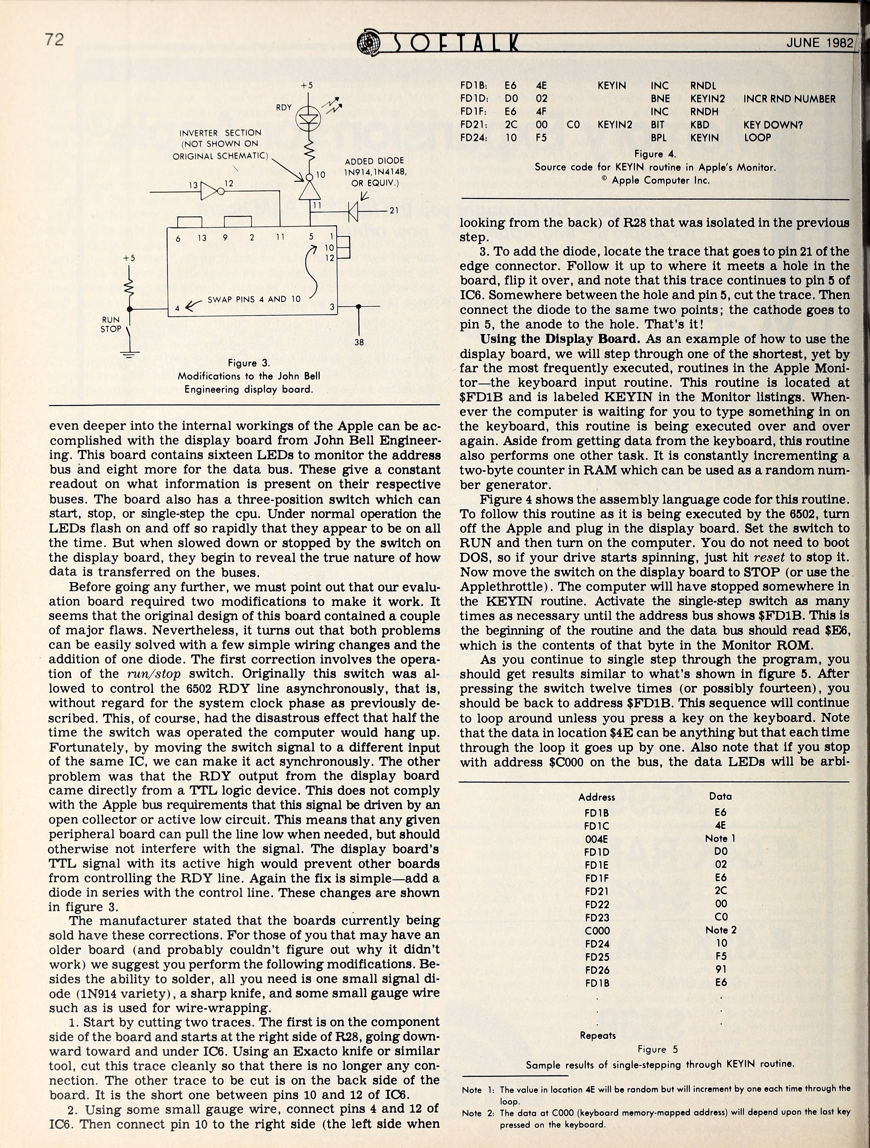 72
SOFTALK
JUNE 1982
+5
RDY
INVERTER SECTION
(NOT SHOWN ON
ORIGINAL SCHEMATIC)
10
ADDED DIODE
1N914, 1N4148,
OR EQUIV.)
13
12
11
21
6 13 9 2 11 5 1
10
12
+5
4
SWAP PINS 4 AND 10
3
RUN
STOP
38
Figure 3.
Modifications to the John Bell
Engineering display board.
even deeper into the internal workings of the Apple can be ac-
complished with the display board from John Bell Engineer-
ing. This board contains sixteen LEDs to monitor the address
bus and eight more for the data bus. These give a constant
readout on what information is present on their respective
buses. The board also has a three-position switch which can
start, stop, or single-step the cpu. Under normal operation the
LEDs flash on and off so rapidly that they appear to be on all
the time. But when slowed down or stopped by the switch on
the display board, they begin to reveal the true nature of how
data is transferred on the buses.
Before going any further, we must point out that our evalu-
ation board required two modifications to make it work. It
seems that the original design of this board contained a couple
of major flaws. Nevertheless, it turns out that both problems
can be easily solved with a few simple wiring changes and the
addition of one diode. The first correction involves the opera-
tion of the run/stop switch. Originally this switch was al-
lowed to control the 6502 RDY line asynchronously, that is,
without regard for the system clock phase as previously de-
scribed. This, of course, had the disastrous effect that half the
time the switch was operated the computer would hang up.
Fortunately, by moving the switch signal to a different input
of the same IC, we can make it act synchronously. The other
problem was that the RDY output from the display board
came directly from a TTL logic device. This does not comply
with the Apple bus requirements that this signal be driven by an
open collector or active low circuit. This means that any given
peripheral board can pull the line low when needed, but should
otherwise not interfere with the signal. The display board's
TTL signal with its active high would prevent other boards
from controlling the RDY line. Again the fix is simple—add a
diode in series with the control line. These changes are shown
in figure 3.
The manufacturer stated that the boards currently being
sold have these corrections. For those of you that may have an
older board (and probably couldn't figure out why it didn't
work) we suggest you perform the following modifications. Be-
sides the ability to solder, all you need is one small signal di-
ode (1N914 variety), a sharp knife, and some small gauge wire
such as is used for wire-wrapping.
1. Start by cutting two traces. The first is on the component
side of the board and starts at the right side of R28, going down-
ward toward and under IC6. Using an Exacto knife or similar
tool, cut this trace cleanly so that there is no longer any con-
nection. The other trace to be cut is on the back side of the
board. It is the short one between pins 10 and 12 of IC6.
2. Using some small gauge wire, connect pins 4 and 12 of
IC6. Then connect pin 10 to the right side (the left side when
FD1B: E6 4E KEYIN INC RNDL
FD1D: D0 02 BNE KEYIN2 INCR RND NUMBER
FD1F: E6 4F INC RNDH
FD21: 2C 00 C0 KEYIN2 BIT KBD KEY DOWN?
FD24: 10 F5 BPL KEYIN LOOP
Figure 4.
Source code for KEYIN routine in Apple's Monitor.
© Apple Computer Inc.
looking from the back) of R28 that was isolated in the previous
step.
3. To add the diode, locate the trace that goes to pin 21 of the
edge connector. Follow it up to where it meets a hole in the
board, flip it over, and note that this trace continues to pin 5 of
IC6. Somewhere between the hole and pin 5, cut the trace. Then
connect the diode to the same two points; the cathode goes to
pin 5, the anode to the hole. That's it!
Using the Display Board. As an example of how to use the
display board, we will step through one of the shortest, yet by
far the most frequently executed, routines in the Apple Moni-
tor—the keyboard input routine. This routine is located at
$FD1B and is labeled KEYIN in the Monitor listings. When-
ever the computer is waiting for you to type something in on
the keyboard, this routine is being executed over and over
again. Aside from getting data from the keyboard, this routine
also performs one other task. It is constantly incrementing a
two-byte counter in RAM which can be used as a random num-
ber generator.
Figure 4 shows the assembly language code for this routine.
To follow this routine as it is being executed by the 6502, turn
off the Apple and plug in the display board. Set the switch to
RUN and then turn on the computer. You do not need to boot
DOS, so if your drive starts spinning, just hit reset to stop it.
Now move the switch on the display board to STOP (or use the
Applethrottle). The computer will have stopped somewhere in
the KEYIN routine. Activate the single-step switch as many
times as necessary until the address bus shows $FD1B. This is
the beginning of the routine and the data bus should read $E6,
which is the contents of that byte in the Monitor ROM.
As you continue to single step through the program, you
should get results similar to what's shown in figure 5. After
pressing the switch twelve times (or possibly fourteen), you
should be back to address $FD1B. This sequence will continue
to loop around unless you press a key on the keyboard. Note
that the data in location $4E can be anything but that each time
through the loop it goes up by one. Also note that if you stop
with address $C000 on the bus, the data LEDs will be arbi-
Address Data
FD1B E6
FD1C 4E
004E Note 1
FD1D D0
FD1E 02
FD1F E6
FD21 2C
FD22 00
FD23 C0
C000 Note 2
FD24 10
FD25 F5
FD26 91
FD1B E6
. .
. .
. .
Repeats
Figure 5
Sample results of single-stepping through KEYIN routine.
Note 1: The value in location 4E will be random but will increment by one each time through the
loop.
Note 2: The data at C000 (keyboard memory-mapped address) will depend upon the last key
pressed on the keyboard.